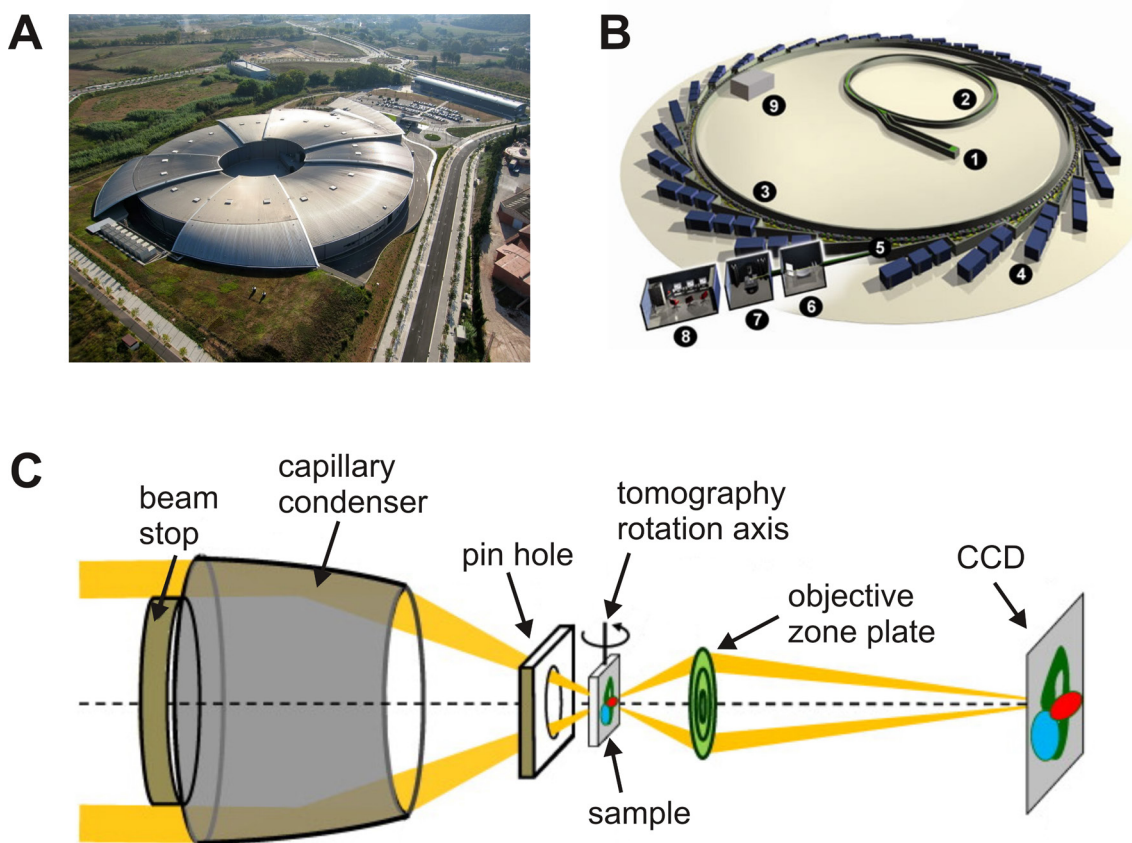 A
B
9
2
1
3
5
4
6
7
8
C
capillary
condenser
beam
stop
tomography
rotation axis
pin hole
CCD
objective
zone plate
sample